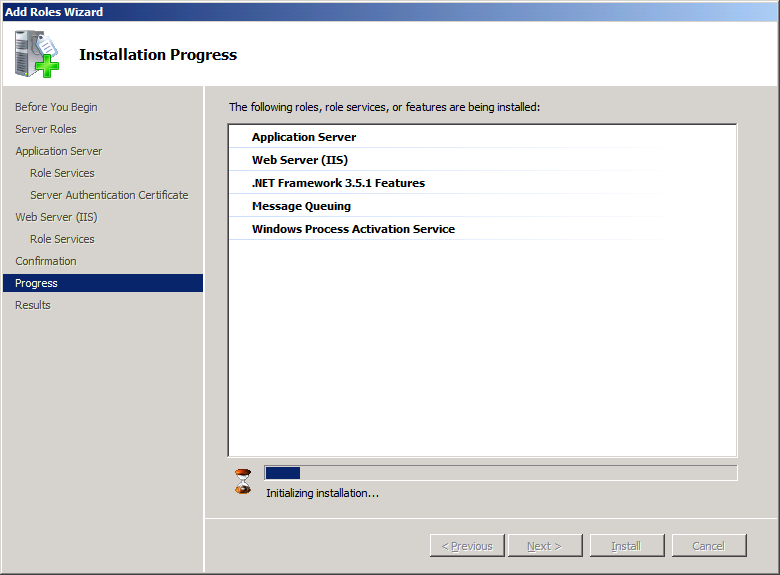 Add Roles Wizard
Installation Progress
Before You Begin
Server Roles
Application Server
Role Services
Server Authentication Certificate
Web Server (IIS)
Role Services
Confirmation
Progress
Results
The following roles, role services, or features are being installed:
Application Server
Web Server (IIS)
.NET Framework 3.5.1 Features
Message Queuing
Windows Process Activation Service
Initializing installation...
< Previous
Next >
Install
Cancel